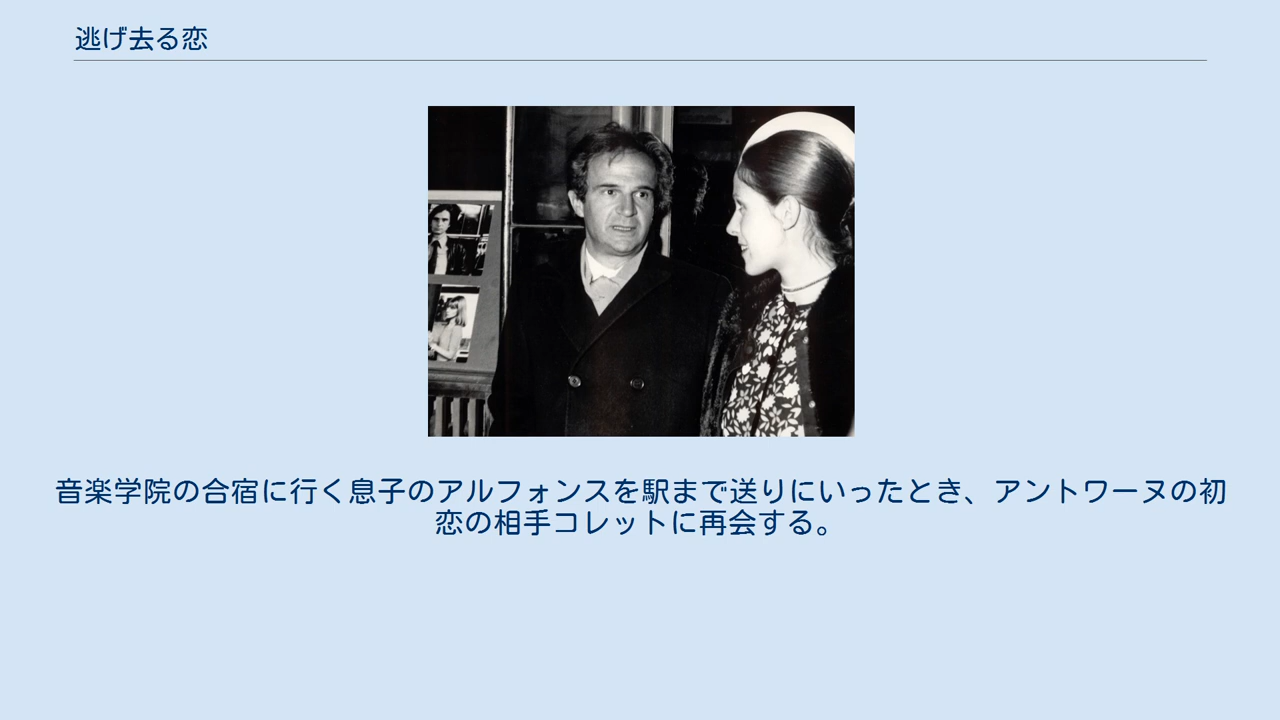 逃げ去る恋
音楽学院の合宿に行く息子のアルフォンスを駅まで送りにいったとき、アントワーヌの初
恋の相手コレットに再会する。